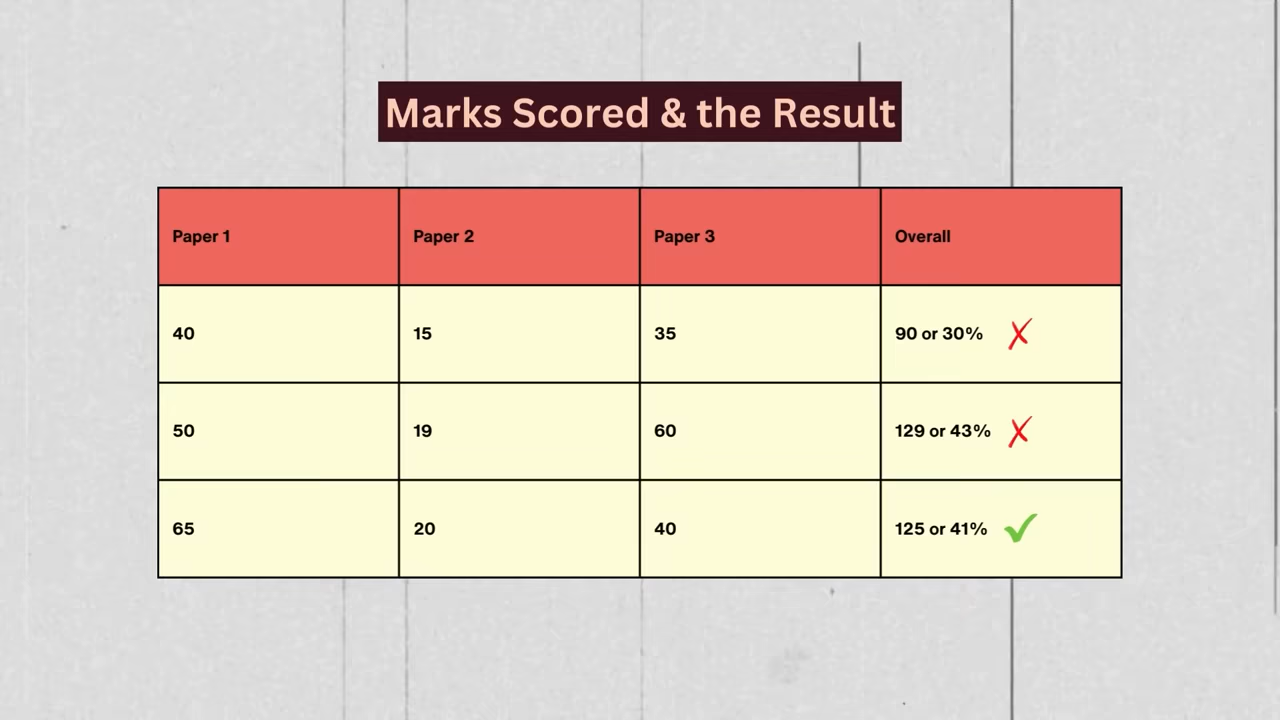 Marks Scored & the Result
Paper 1 Paper 2 Paper 3 Overall
40 15 35 90 or 30%
50 19 60 129 or 43%
65 20 40 125 or 41%